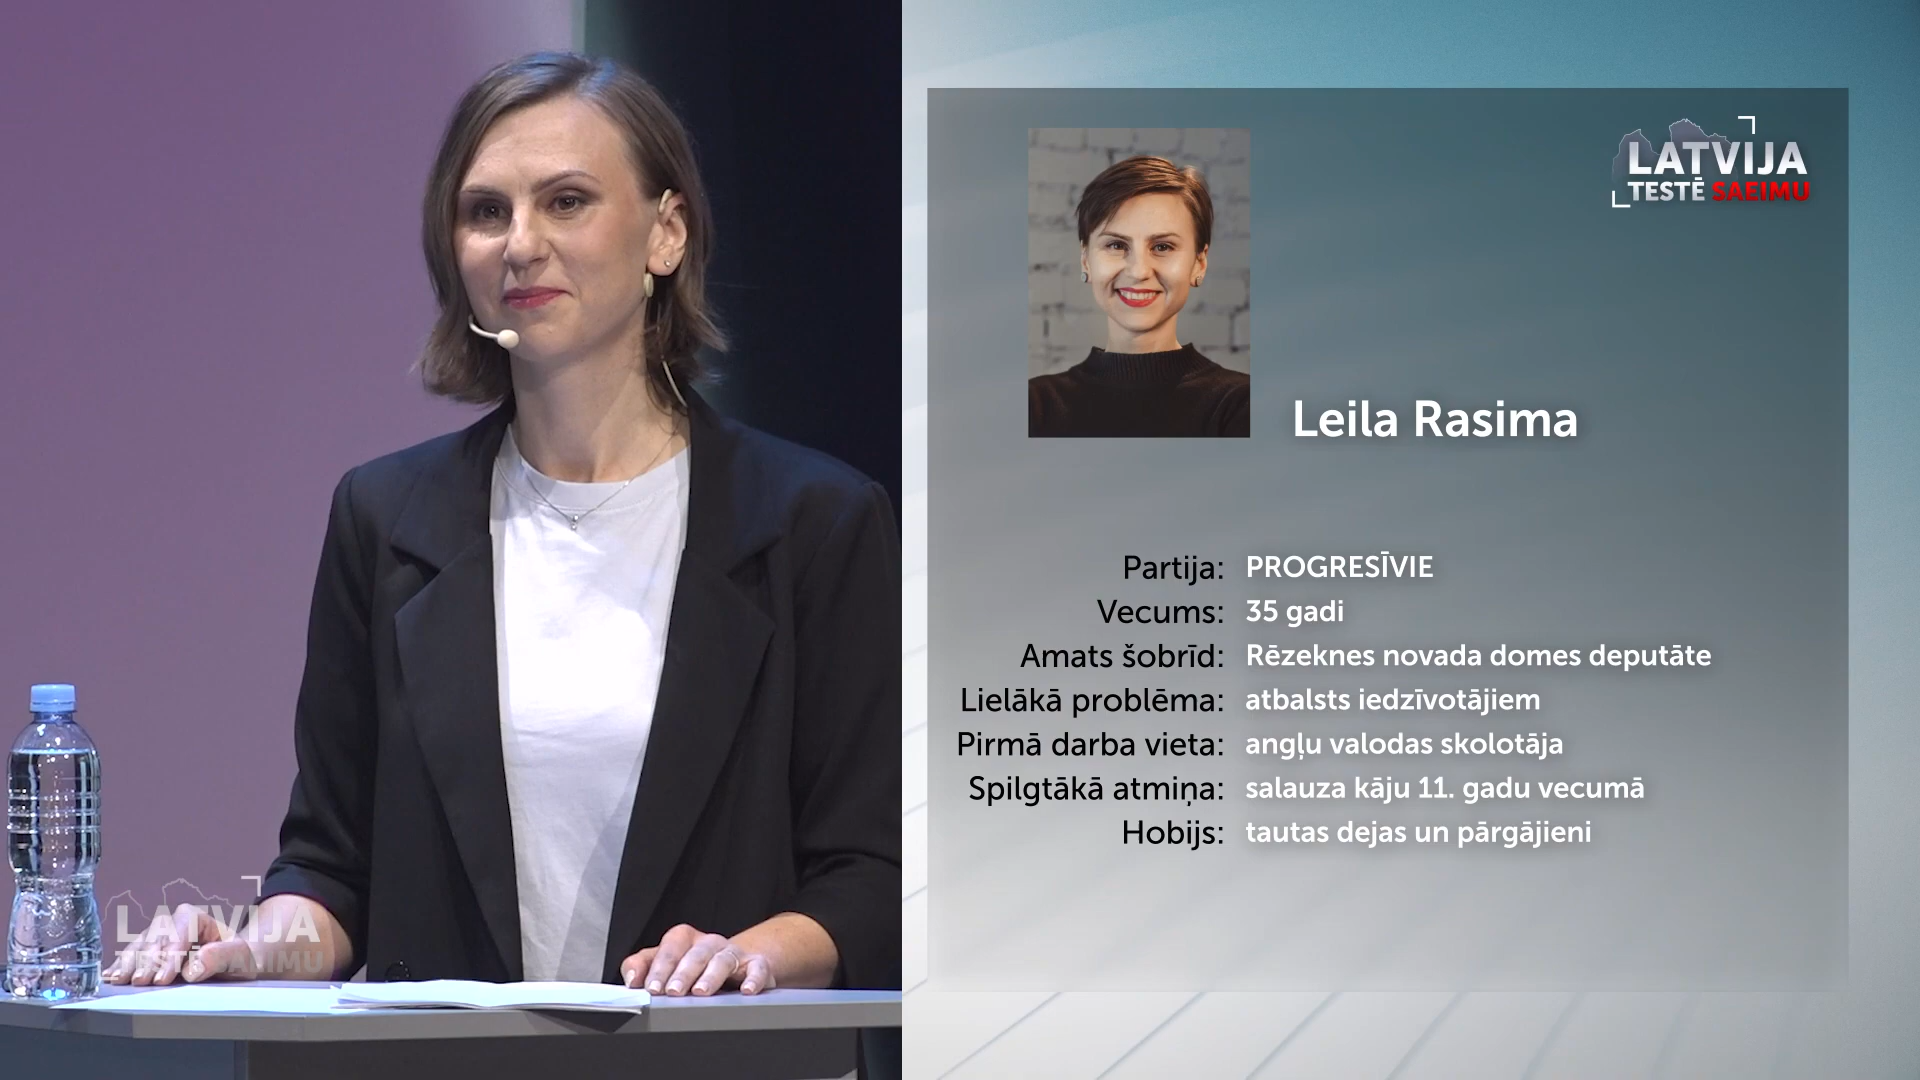 LATVIJA
TESTĒ SAEIMU
Leila Rasima
Partija: PROGRESĪVIE
Vecums: 35 gadi
Amats šobrīd: Rēzeknes novada domes deputāte
Lielākā problēma: atbalsts iedzīvotājiem
Pirmā darba vieta: angļu valodas skolotāja
Spilgtākā atmiņa: salauza kāju 11. gadu vecumā
Hobijs: tautas dejas un pārgājieni
LATVIJA
TESTĒ SAEIMU